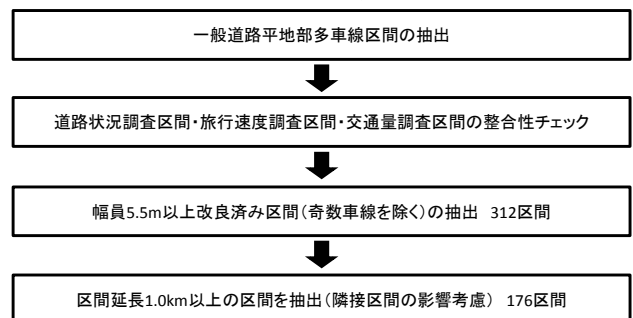 一般道路平地部多車線区間の抽出
道路状況調査区間・旅行速度調査区間・交通量調査区間の整合性チェック
幅員5.5m以上改良済み区間(奇数車線を除く)の抽出 312区間
区間延長1.0km以上の区間を抽出(隣接区間の影響考慮) 176区間